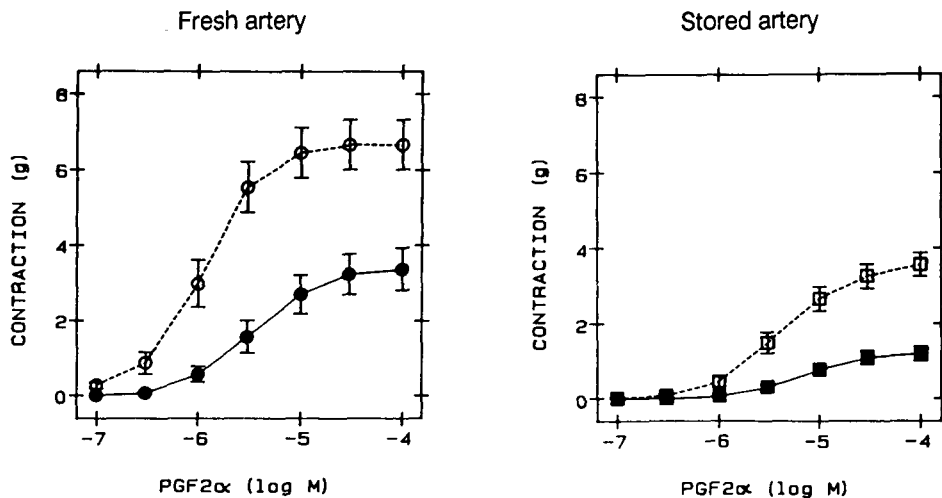 Fresh artery
8
6
4
2
0
CONTRACTION (g)
-7 -6 -5 -4
PGF2α (log M)
Stored artery
8
6
4
2
0
CONTRACTION (g)
-7 -6 -5 -4
PGF2α (log M)